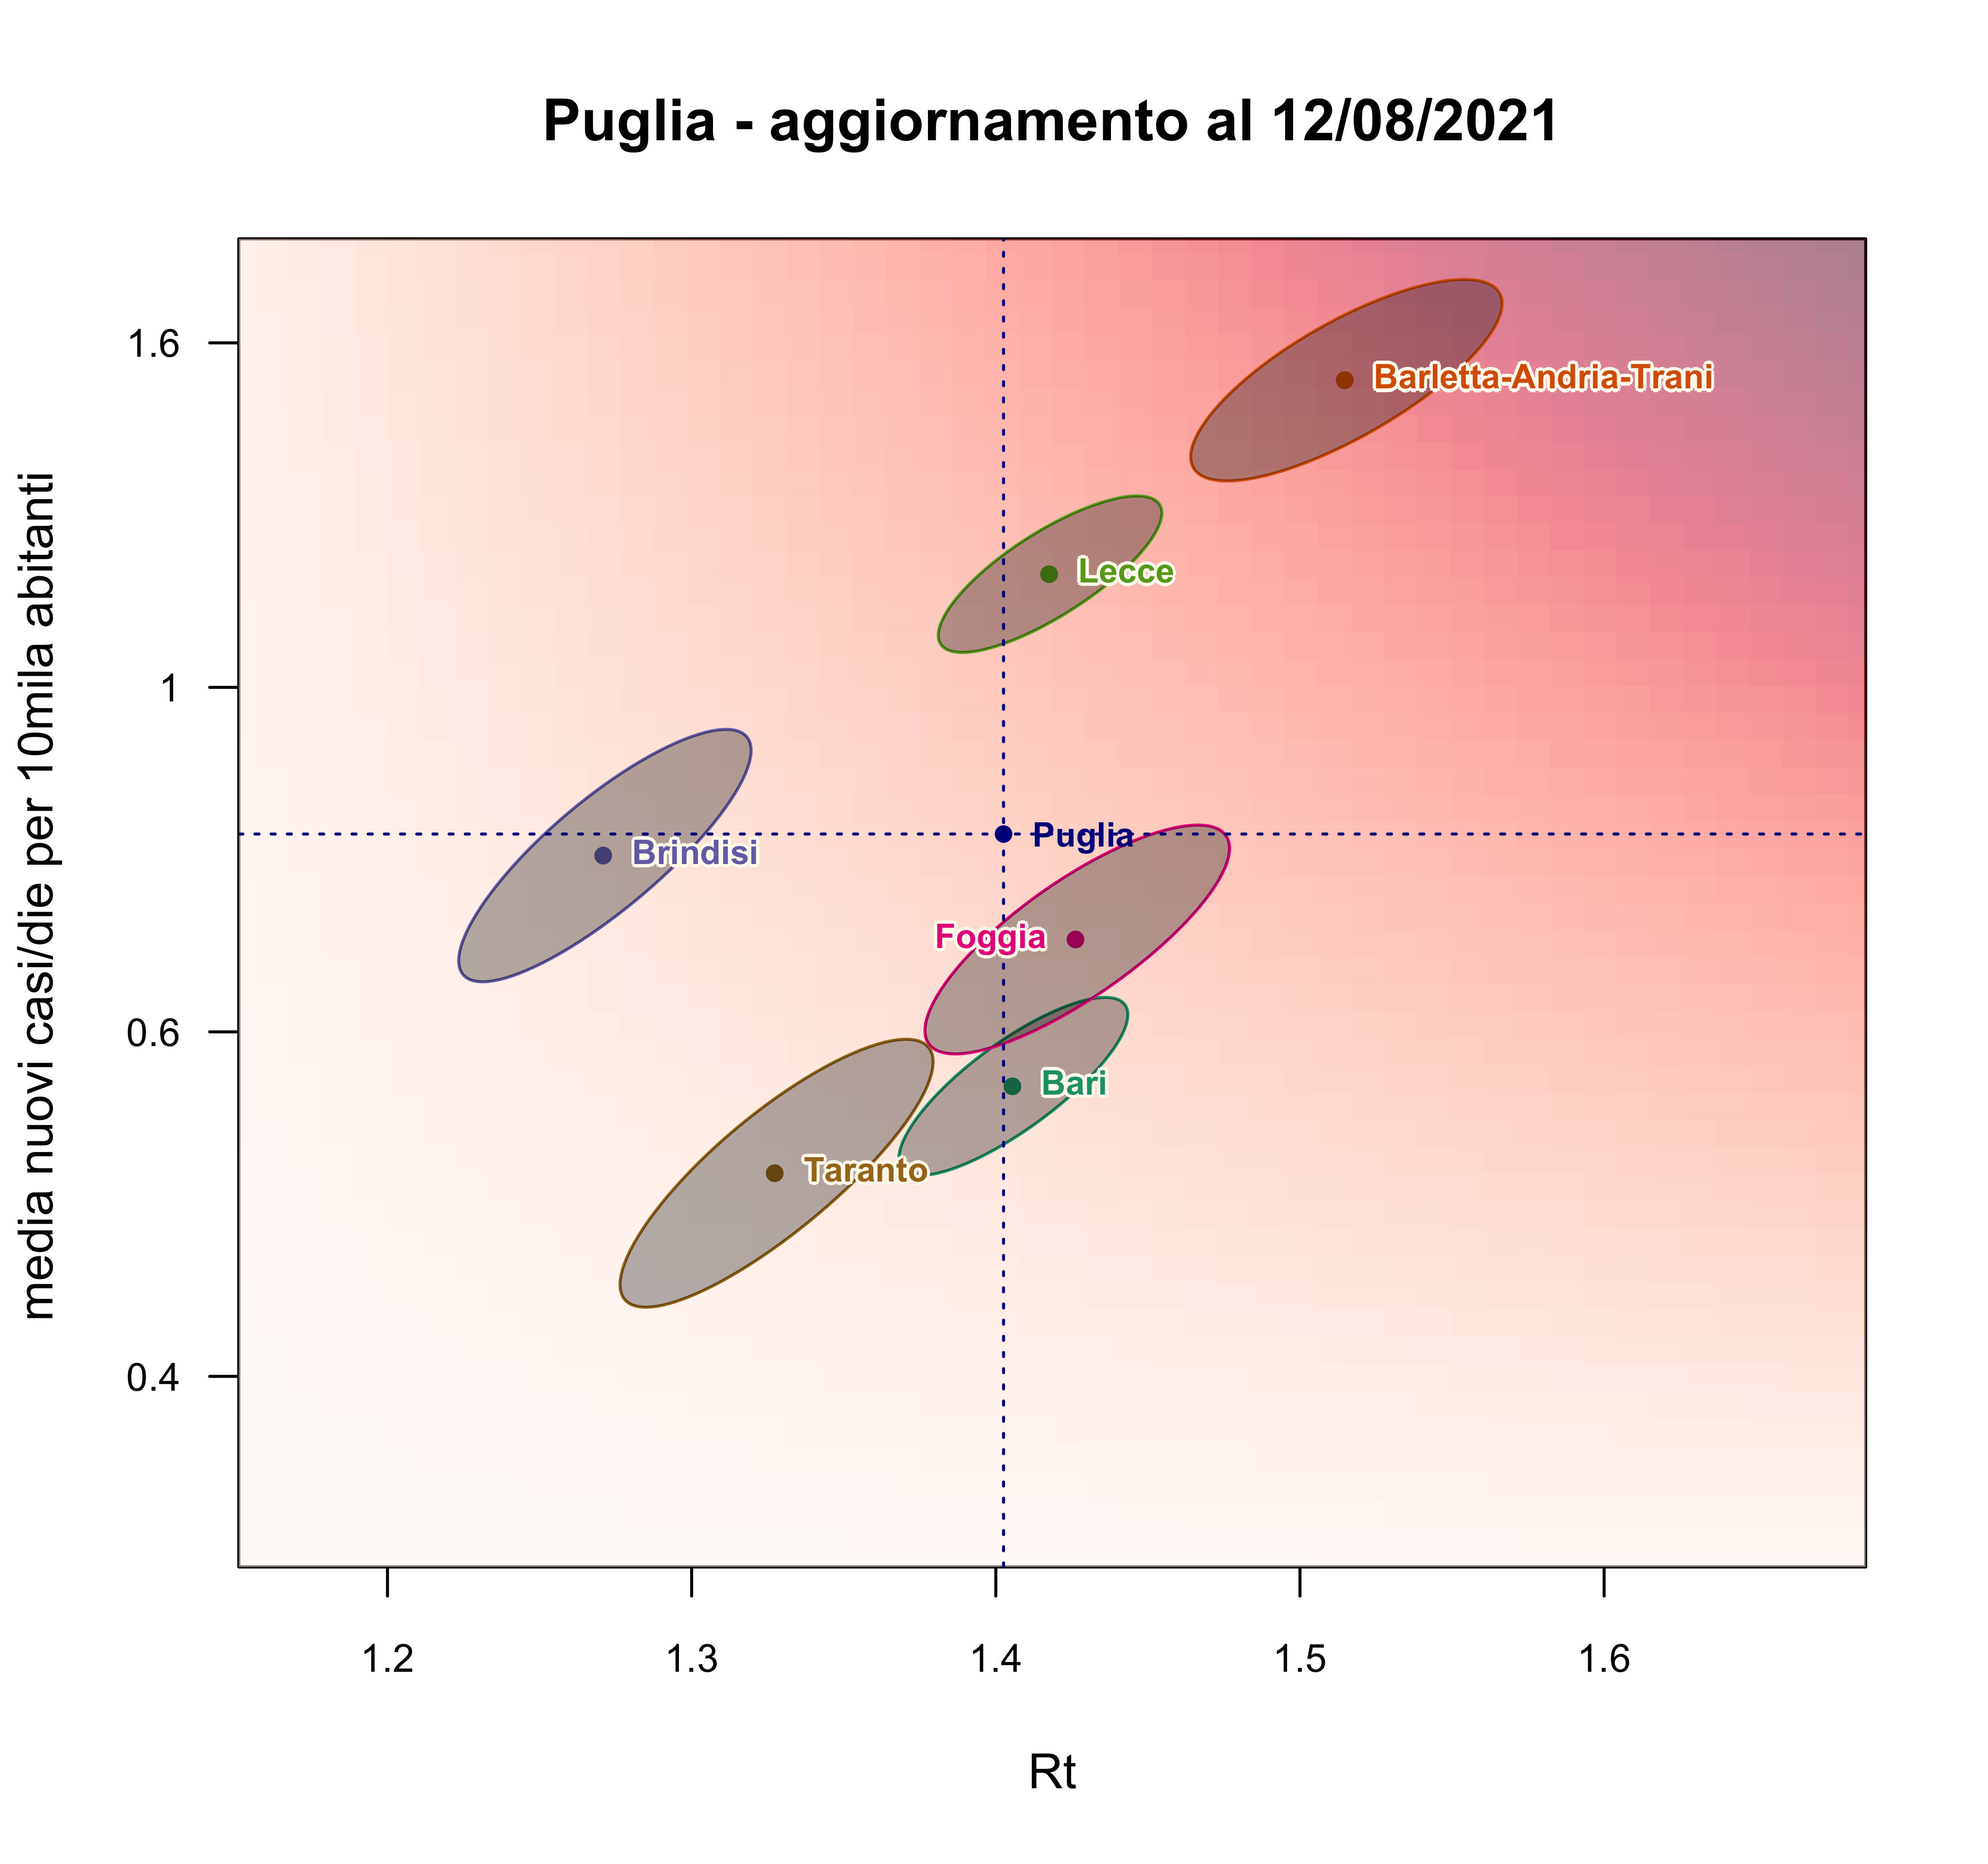 Puglia - aggiornamento al 12/08/2021
media nuovi casi/die per 10mila abitanti
1.6
1
0.6
0.4
Barletta-Andria-Trani
Lecce
Puglia
Brindisi
Foggia
Bari
Taranto
1.2 1.3 1.4 1.5 1.6
Rt